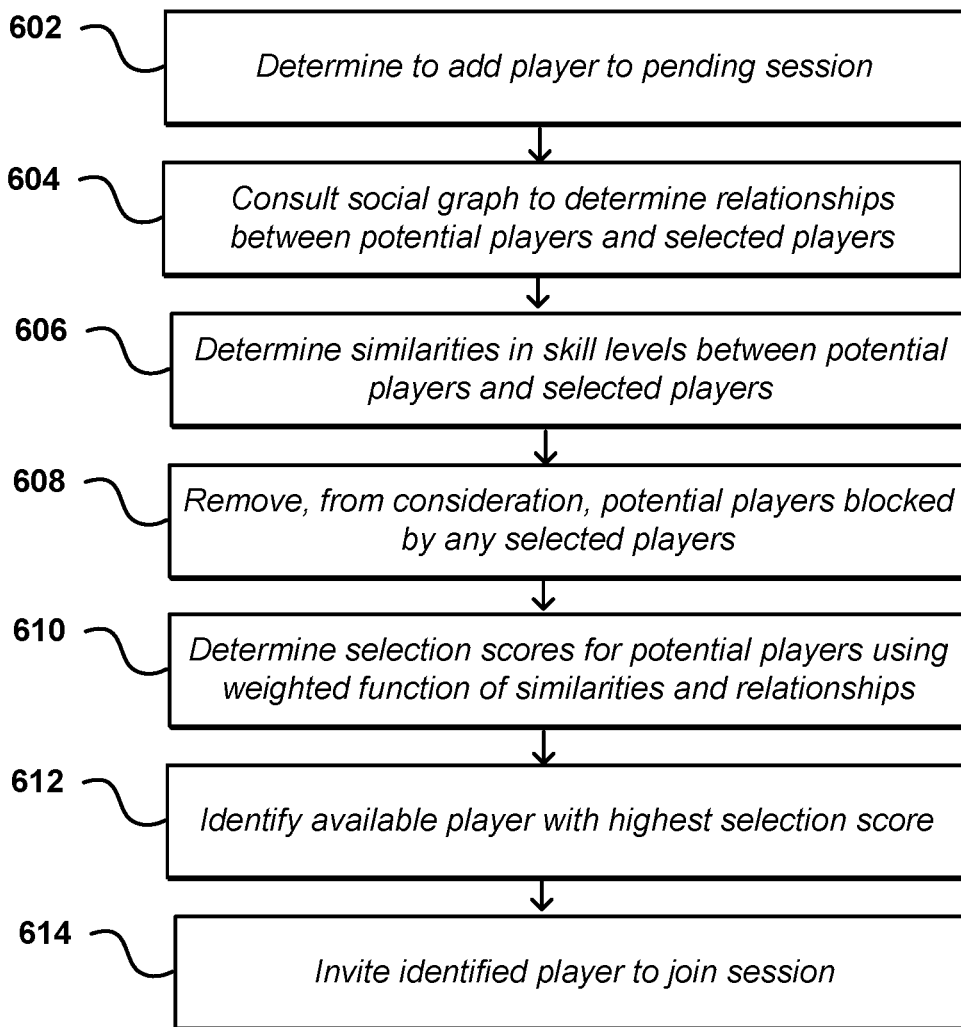 602
Determine to add player to pending session
604
Consult social graph to determine relationships
between potential players and selected players
606
Determine similarities in skill levels between potential
players and selected players
608
Remove, from consideration, potential players blocked
by any selected players
610
Determine selection scores for potential players using
weighted function of similarities and relationships
612
Identify available player with highest selection score
614
Invite identified player to join session